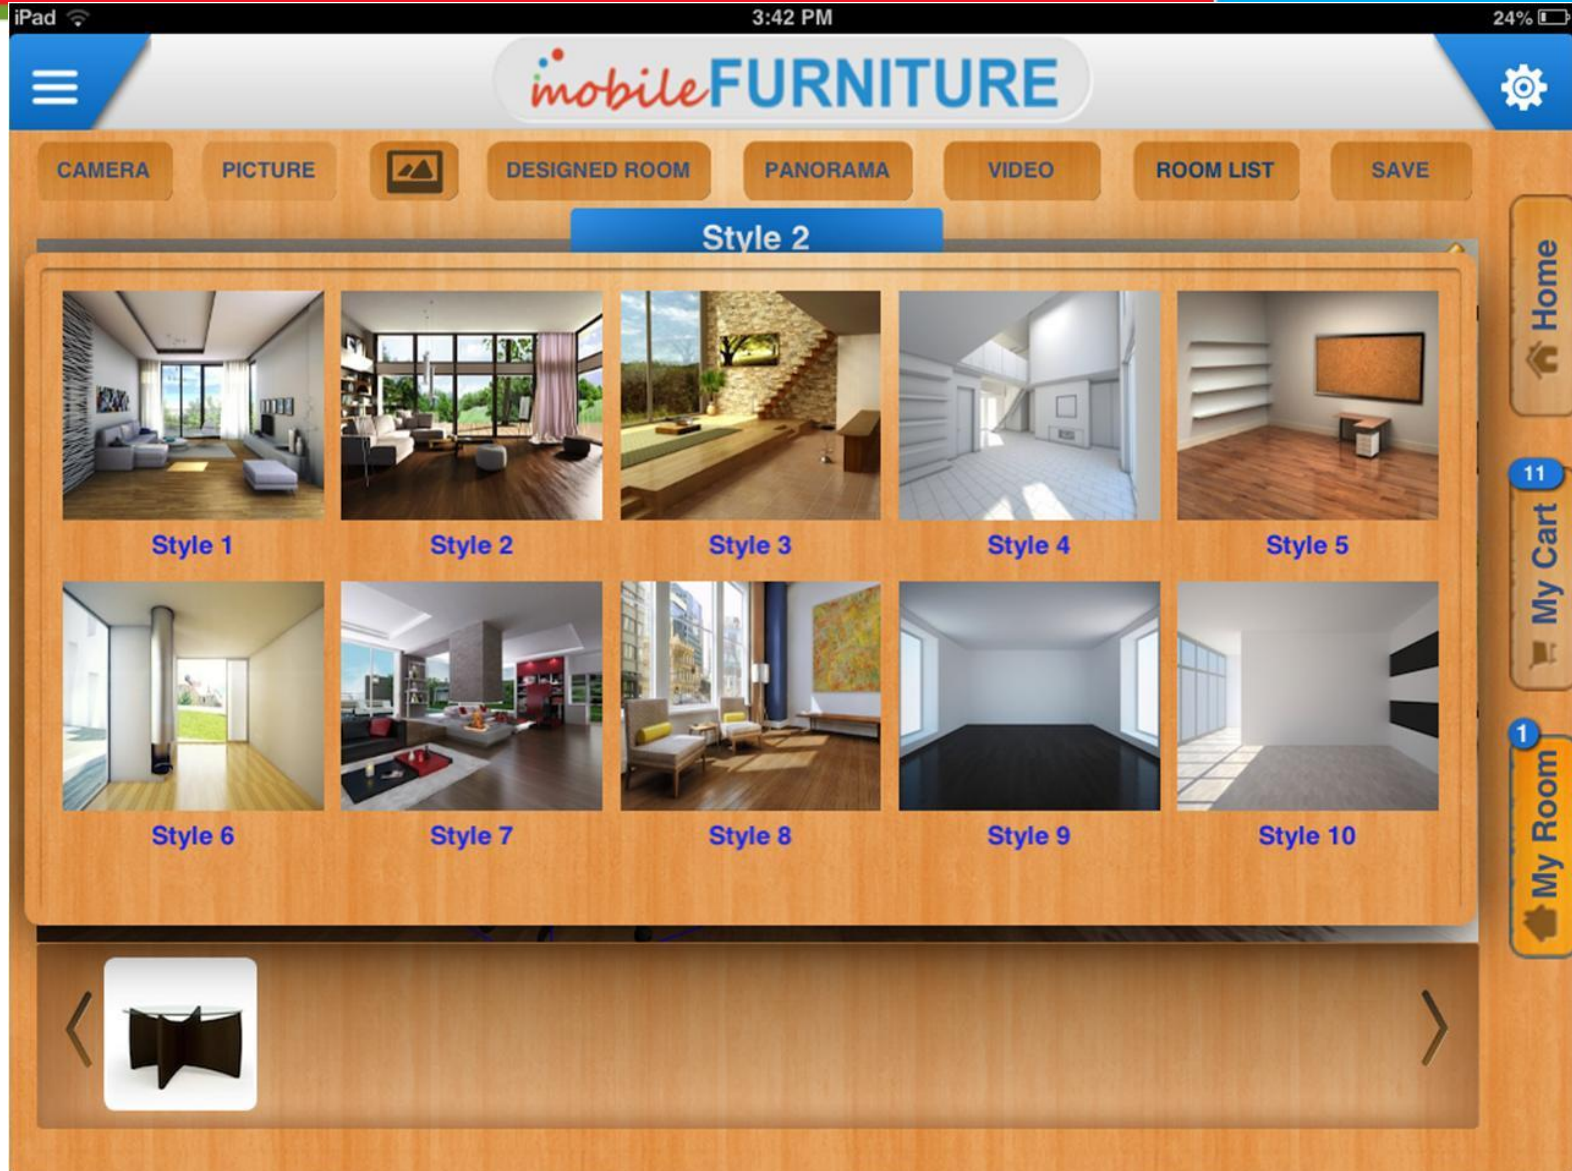 iPad 3:42 PM 24%
mobileFURNITURE
CAMERA PICTURE DESIGNED ROOM PANORAMA VIDEO ROOM LIST SAVE
Style 2
Style 1 Style 2 Style 3 Style 4 Style 5
Style 6 Style 7 Style 8 Style 9 Style 10
Home
11
My Cart
1
My Room